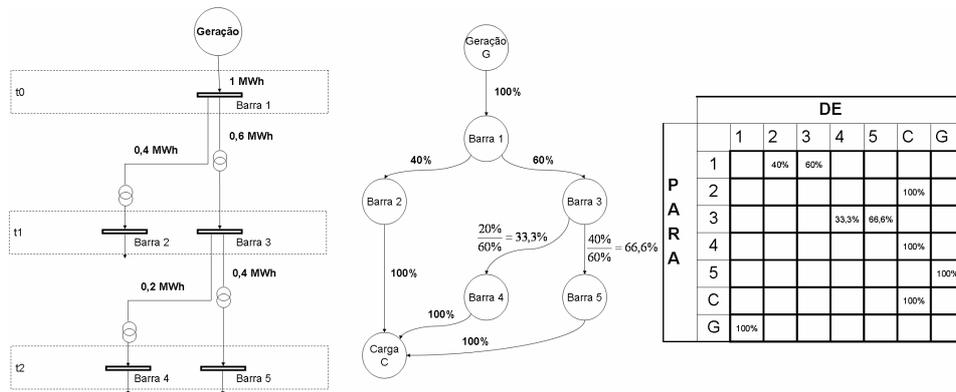 Geração
1 MWh
t0
Barra 1
0,6 MWh
0,4 MWh
t1
Barra 2
Barra 3
0,4 MWh
0,2 MWh
t2
Barra 4
Barra 5
Geração
G
100%
Barra 1
40%
60%
Barra 2
Barra 3
20%
60%
= 33,3%
40%
60%
= 66,6%
100%
Barra 4
Barra 5
100%
100%
Carga
C
DE
1 2 3 4 5 C G
PARA
1 40% 60%
2 100%
3 33,3% 66,6%
4 100%
5 100%
C 100%
G 100%